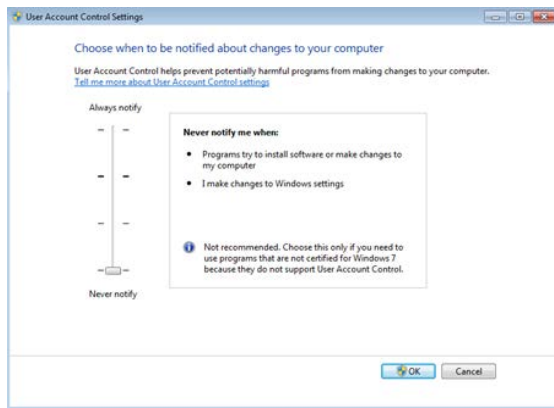 User Account Control Settings
Choose when to be notified about changes to your computer
User Account Control helps prevent potentially harmful programs from making changes to your computer.
Tell me more about User Account Control settings
Always notify
Never notify me when:
• Programs try to install software or make changes to
my computer
• I make changes to Windows settings
Not recommended. Choose this only if you need to
use programs that are not certified for Windows 7
because they do not support User Account Control.
Never notify
OK
Cancel